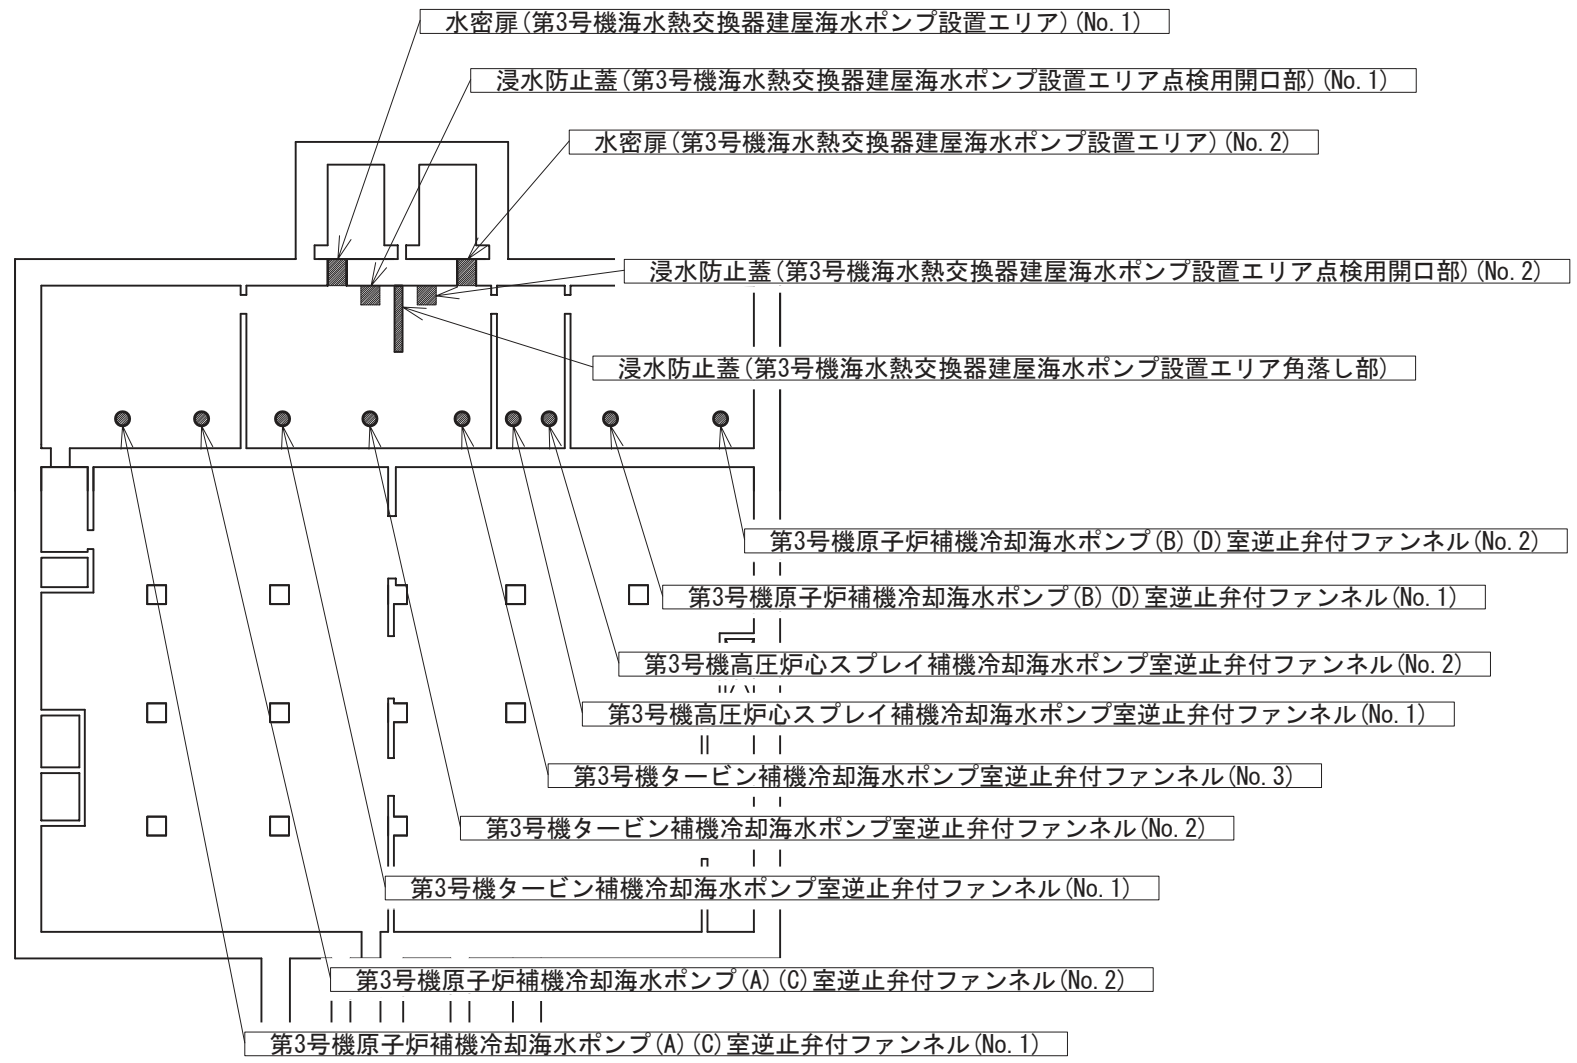 水密扉(第3号機海水熱交換器建屋海水ポンプ設置エリア)(No.1)
浸水防止蓋(第3号機海水熱交換器建屋海水ポンプ設置エリア点検用開口部)(No.1)
水密扉(第3号機海水熱交換器建屋海水ポンプ設置エリア)(No.2)
浸水防止蓋(第3号機海水熱交換器建屋海水ポンプ設置エリア点検用開口部)(No.2)
浸水防止蓋(第3号機海水熱交換器建屋海水ポンプ設置エリア角落し部)
第3号機原子炉補機冷却海水ポンプ(B)(D)室逆止弁付ファンネル(No.2)
第3号機原子炉補機冷却海水ポンプ(B)(D)室逆止弁付ファンネル(No.1)
第3号機高圧炉心スプレイ補機冷却海水ポンプ室逆止弁付ファンネル(No.2)
第3号機高圧炉心スプレイ補機冷却海水ポンプ室逆止弁付ファンネル(No.1)
第3号機タービン補機冷却海水ポンプ室逆止弁付ファンネル(No.3)
第3号機タービン補機冷却海水ポンプ室逆止弁付ファンネル(No.2)
第3号機タービン補機冷却海水ポンプ室逆止弁付ファンネル(No.1)
第3号機原子炉補機冷却海水ポンプ(A)(C)室逆止弁付ファンネル(No.2)
第3号機原子炉補機冷却海水ポンプ(A)(C)室逆止弁付ファンネル(No.1)